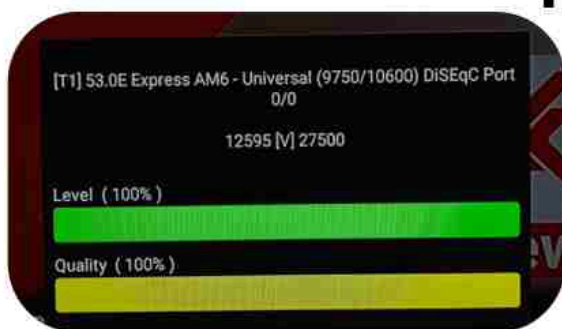 [T1] 53.0E Express AM6 - Universal (9750/10600) DiSEqC Port
0/0
12595 [V] 27500
Level ( 100% )
Quality ( 100% )